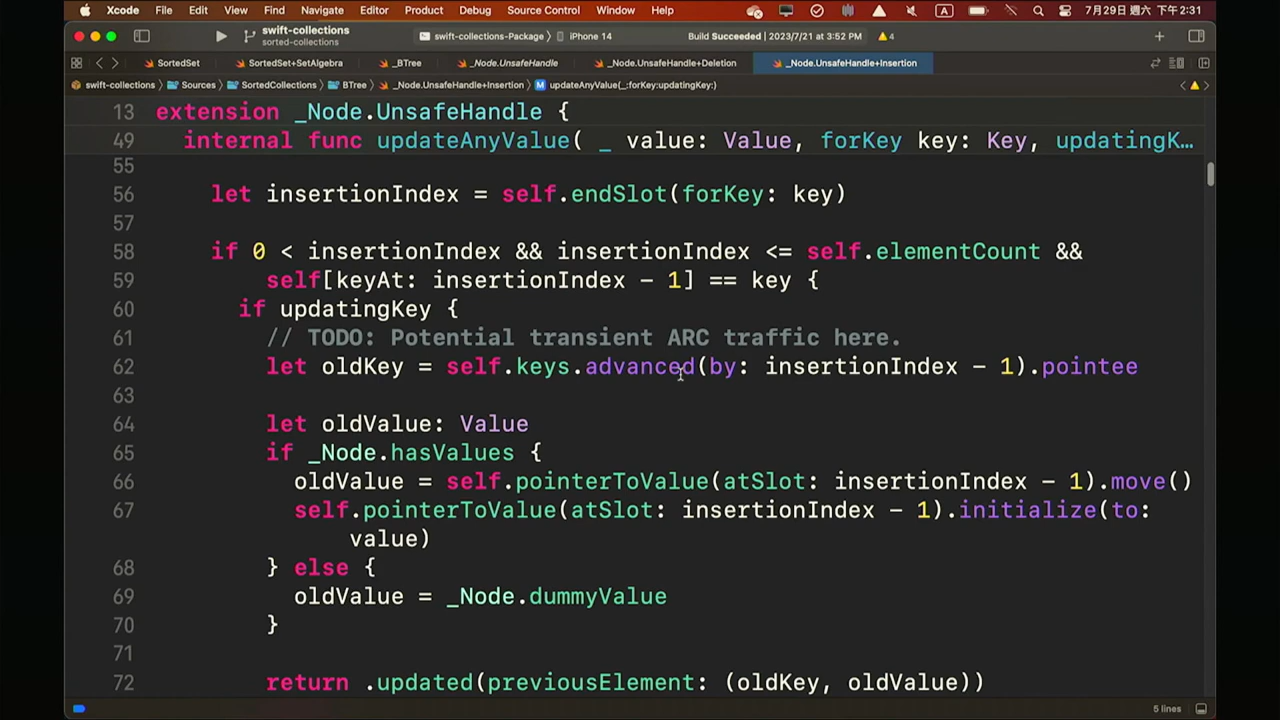 Xcode File Edit View Find Navigate Editor Product Debug Source Control Window Help A 7月29日 週六 下午 2:31
swift-collections
sorted-collections
swift-collections-Package 〉 iPhone 14
Build Succeeded | 2023/7/21 at 3:52 PM 4
SortedSet SortedSet+SetAlgebra _BTree _Node.UnsafeHandle _Node.UnsafeHandle+Deletion _Node.UnsafeHandle+Insertion
swift-collections 〉 Sources 〉 SortedCollections 〉 BTree 〉 _Node.UnsafeHandle+Insertion 〉 M updateAnyValue(_:forKey:updatingKey:)
13 extension _Node.UnsafeHandle {
49 internal func updateAnyValue( _ value: Value, forKey key: Key, updatingK…
55
56 let insertionIndex = self.endSlot(forKey: key)
57
58 if 0 < insertionIndex && insertionIndex <= self.elementCount &&
59 self[keyAt: insertionIndex - 1] == key {
60 if updatingKey {
61 // TODO: Potential transient ARC traffic here.
62 let oldKey = self.keys.advanced(by: insertionIndex - 1).pointee
63
64 let oldValue: Value
65 if _Node.hasValues {
66 oldValue = self.pointerToValue(atSlot: insertionIndex - 1).move()
67 self.pointerToValue(atSlot: insertionIndex - 1).initialize(to:
value)
68 } else {
69 oldValue = _Node.dummyValue
70 }
71
72 return .updated(previousElement: (oldKey, oldValue))
5 lines